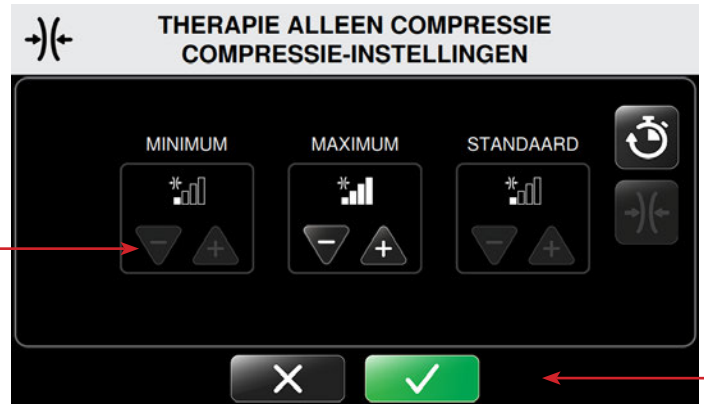 THERAPIE ALLEEN COMPRESSIE
COMPRESSIE-INSTELLINGEN
MINIMUM MAXIMUM STANDAARD